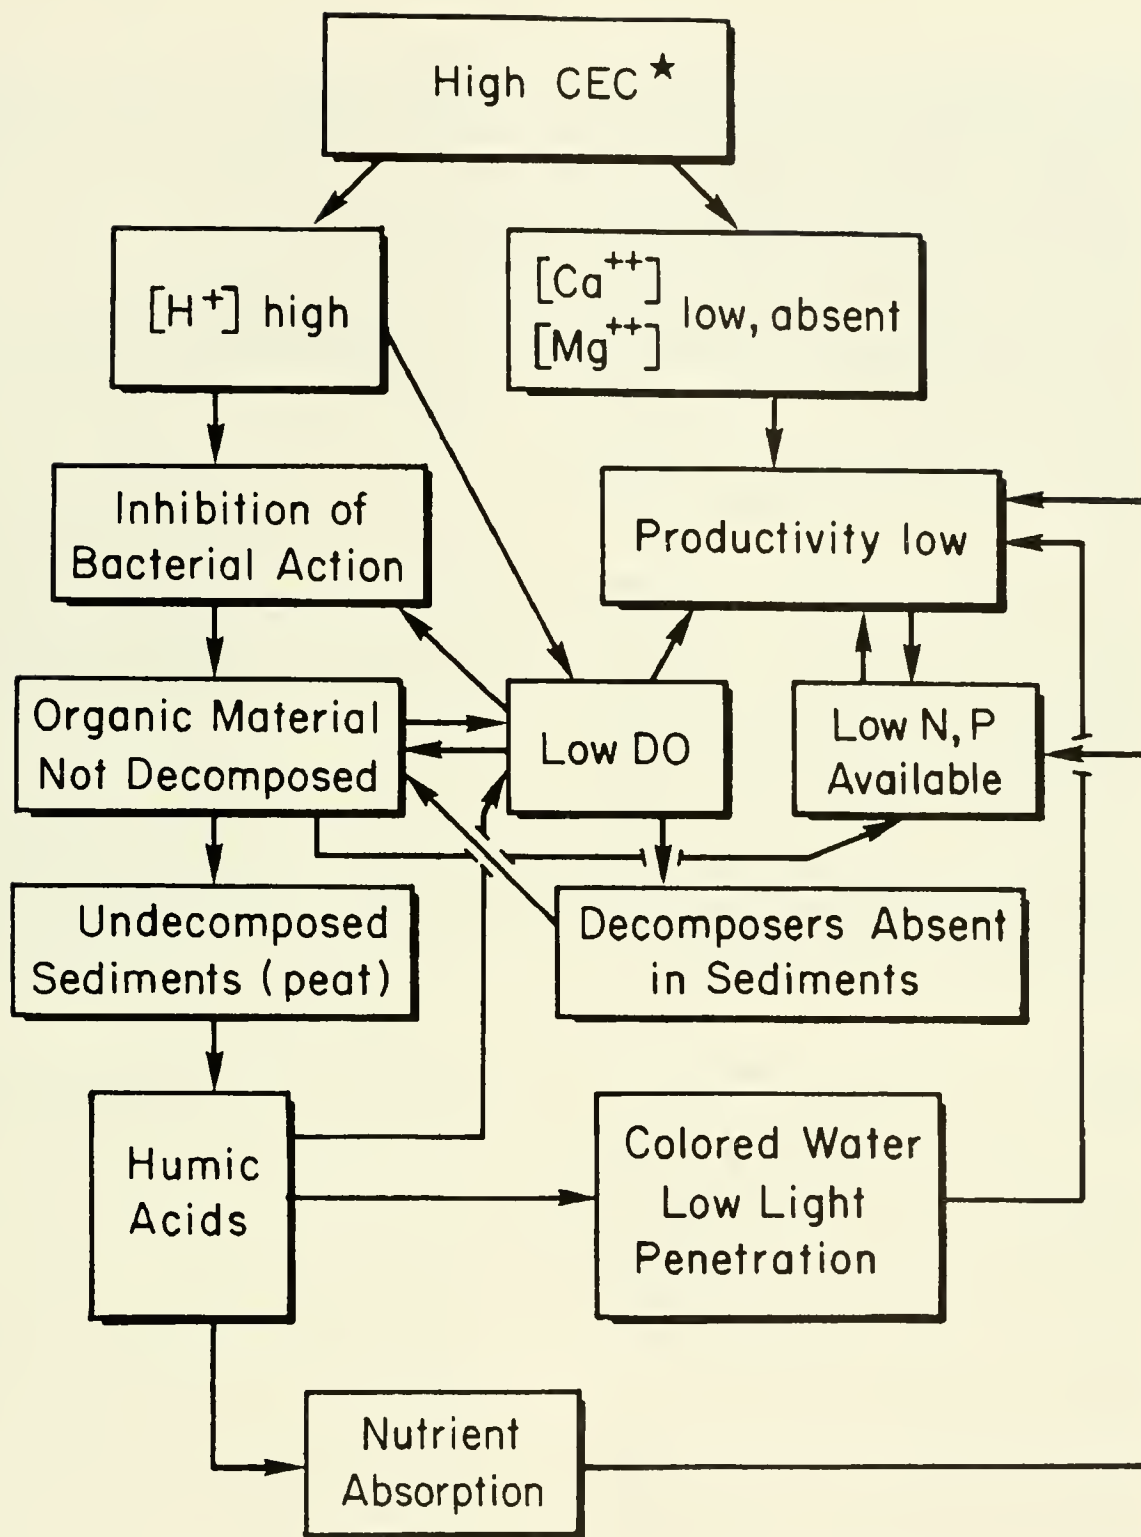 High CEC★
[H⁺] high
[Ca⁺⁺]
[Mg⁺⁺]
low, absent
Inhibition of
Bacterial Action
Productivity low
Organic Material
Not Decomposed
Low DO
Low N, P
Available
Undecomposed
Sediments (peat)
Decomposers Absent
in Sediments
Humic
Acids
Colored Water
Low Light
Penetration
Nutrient
Absorption